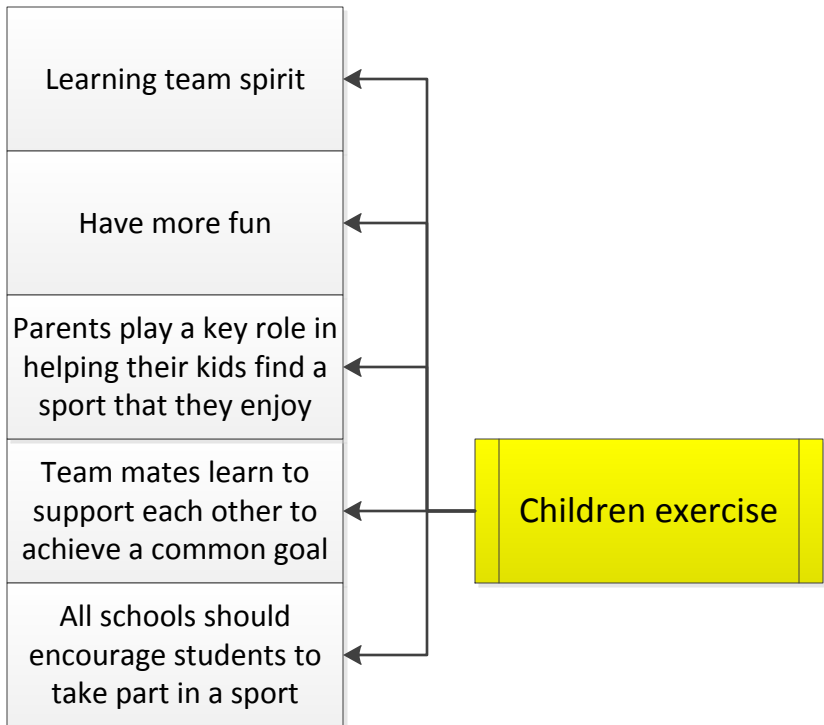 Learning team spirit
Have more fun
Parents play a key role in
helping their kids find a
sport that they enjoy
Team mates learn to
support each other to
achieve a common goal
All schools should
encourage students to
take part in a sport
Children exercise